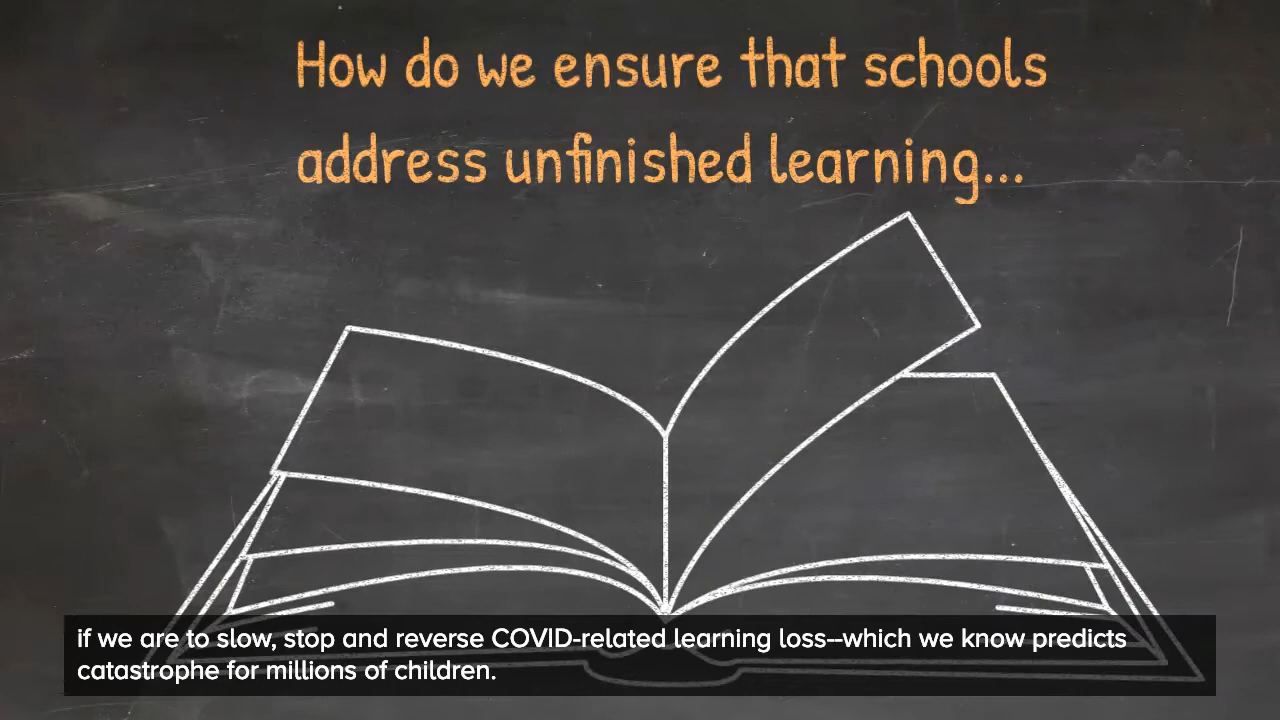 How do we ensure that schools
address unfinished learning...
if we are to slow, stop and reverse COVID-related learning loss--which we know predicts
catastrophe for millions of children.